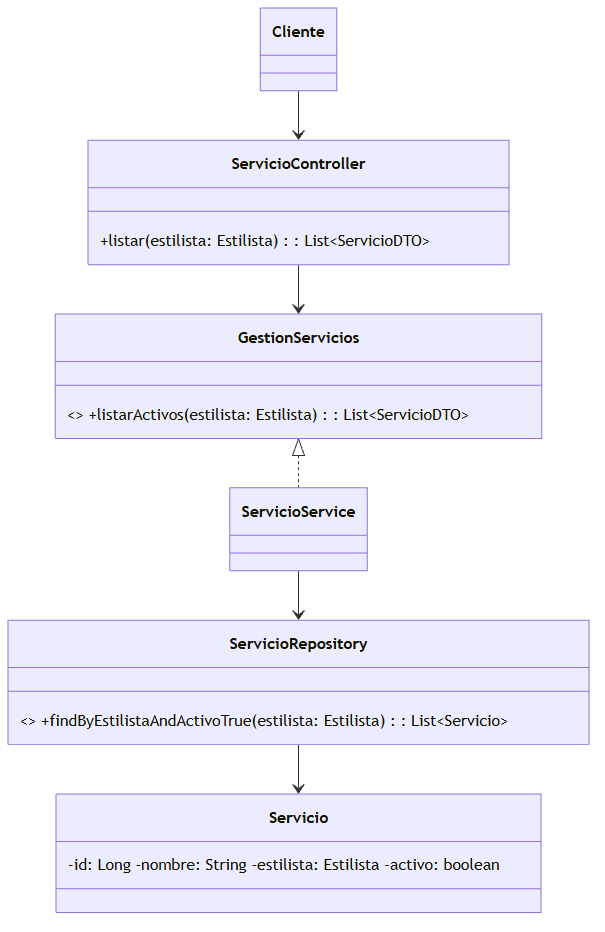 Cliente
ServicioController
+listar(estilista: Estilista) : : List<ServicioDTO>
GestionServicios
<> +listarActivos(estilista: Estilista) : : List<ServicioDTO>
ServicioService
ServicioRepository
<> +findByEstilistaAndActivoTrue(estilista: Estilista) : : List<Servicio>
Servicio
-id: Long -nombre: String -estilista: Estilista -activo: boolean